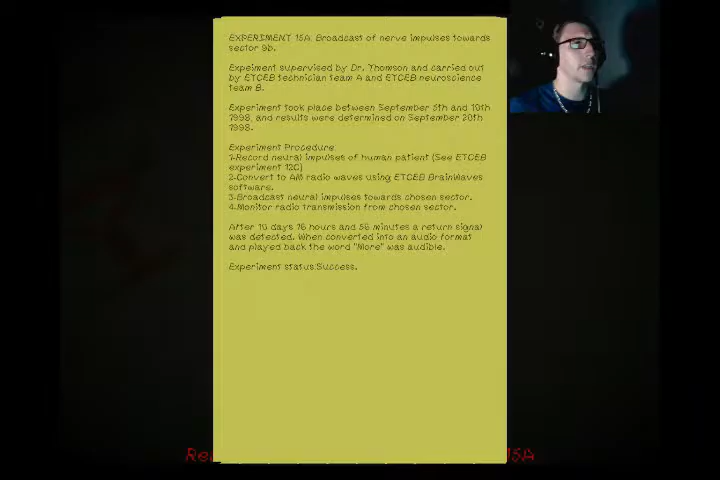 EXPERIMENT 15A. Broadcast of nerve impulses towards
sector 9b.
Expeiment supervised by Dr. Thomson and carried out
by ETCEB technician team A and ETCEB neuroscience
team B.
Experiment took place between September 5th and 10th
1998, and results were determined on September 20th
1998.
Experiment Procedure
1-Record neural impulses of human patient (See ETCEB
experiment 12C)
2-Convert to AM radio waves using ETCEB BrainWaves
software.
3-Broadcast neural impulses towards chosen sector.
4-Monitor radio transmission from chosen sector.
After 10 days 16 hours and 56 minutes a return signal
was detected. When converted into an audio format
and played back the word "More" was audible.
Experiment status:Success.
15A